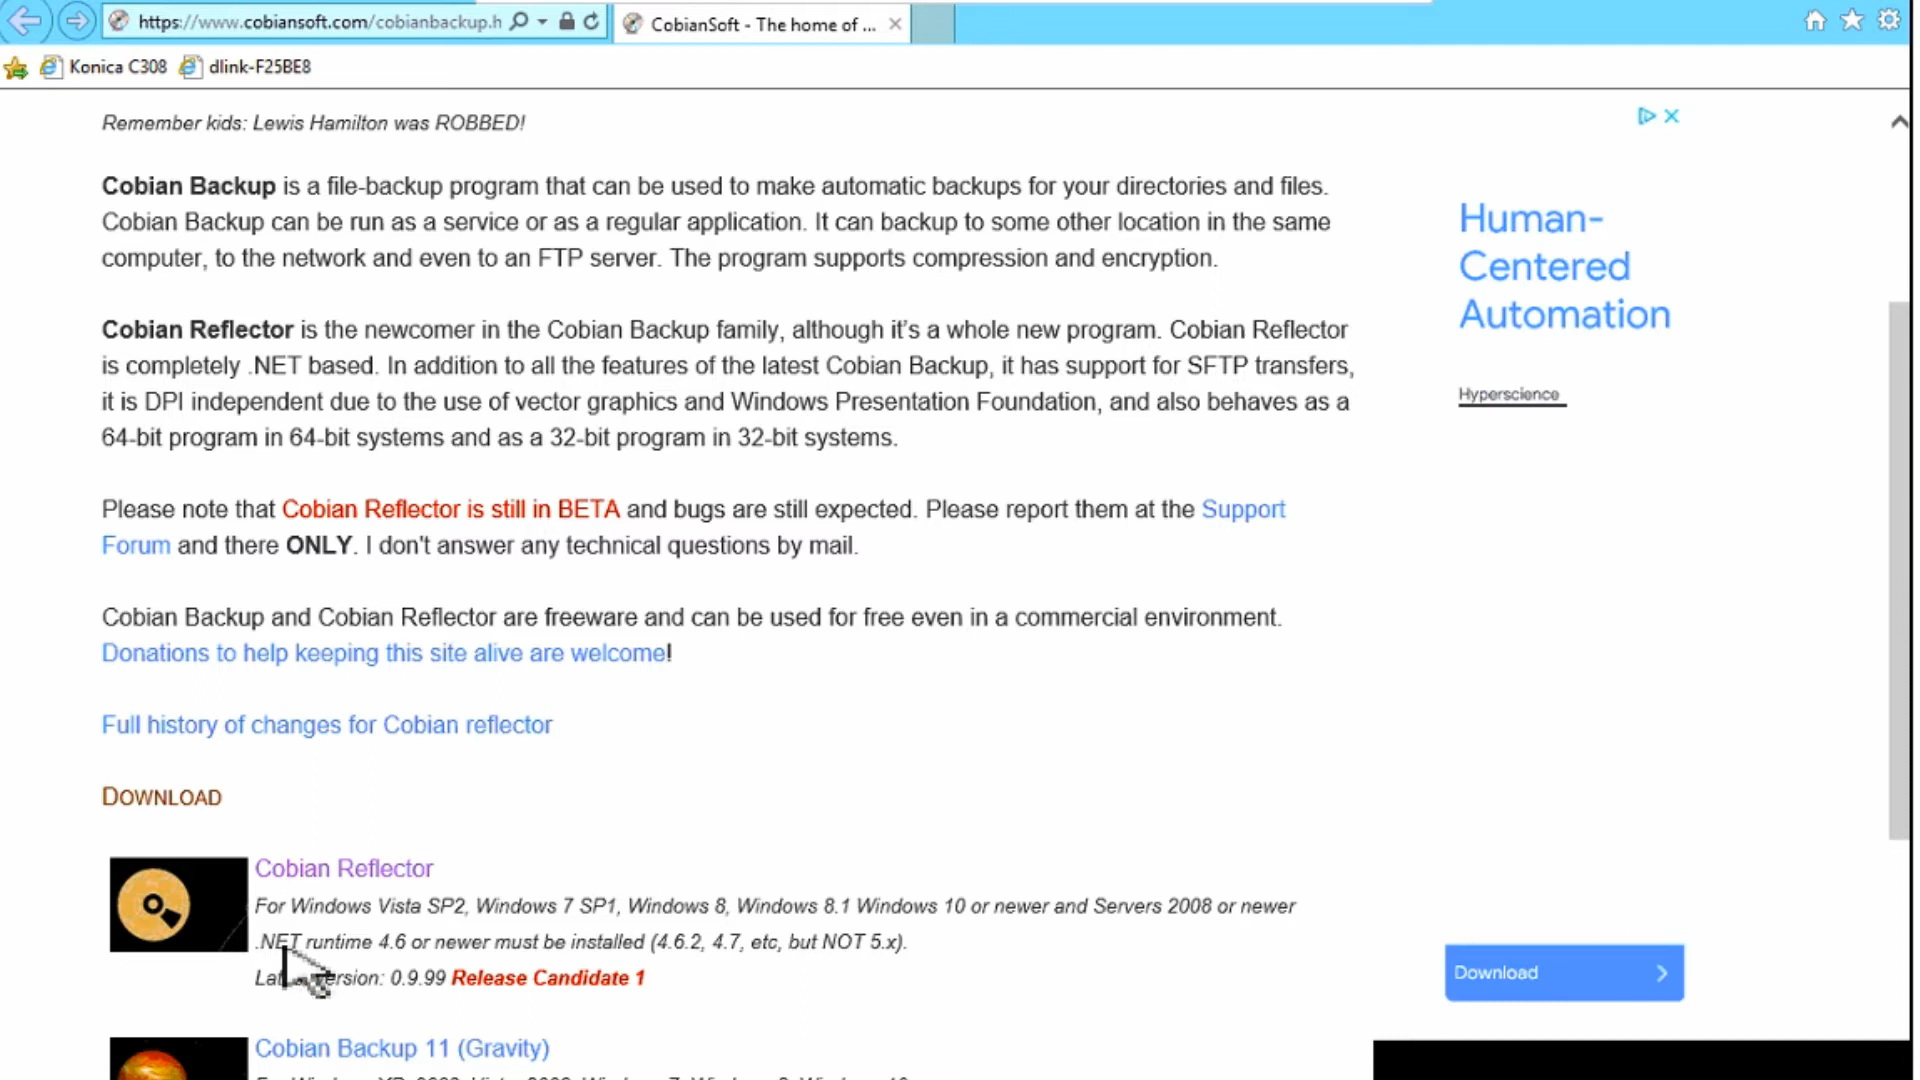 https://www.cobiansoft.com/cobianbackup.h
CobianSoft - The home of ...
Konica C308
dlink-F25BE8
Remember kids: Lewis Hamilton was ROBBED!
Cobian Backup is a file-backup program that can be used to make automatic backups for your directories and files.
Cobian Backup can be run as a service or as a regular application. It can backup to some other location in the same
computer, to the network and even to an FTP server. The program supports compression and encryption.
Human-
Centered
Automation
Hyperscience
Cobian Reflector is the newcomer in the Cobian Backup family, although it's a whole new program. Cobian Reflector
is completely .NET based. In addition to all the features of the latest Cobian Backup, it has support for SFTP transfers,
it is DPI independent due to the use of vector graphics and Windows Presentation Foundation, and also behaves as a
64-bit program in 64-bit systems and as a 32-bit program in 32-bit systems.
Please note that Cobian Reflector is still in BETA and bugs are still expected. Please report them at the Support
Forum and there ONLY. I don't answer any technical questions by mail.
Cobian Backup and Cobian Reflector are freeware and can be used for free even in a commercial environment.
Donations to help keeping this site alive are welcome!
Full history of changes for Cobian reflector
DOWNLOAD
Cobian Reflector
For Windows Vista SP2, Windows 7 SP1, Windows 8, Windows 8.1 Windows 10 or newer and Servers 2008 or newer
.NET runtime 4.6 or newer must be installed (4.6.2, 4.7, etc, but NOT 5.x).
0.9.99 Release Candidate 1
Download
Cobian Backup 11 (Gravity)